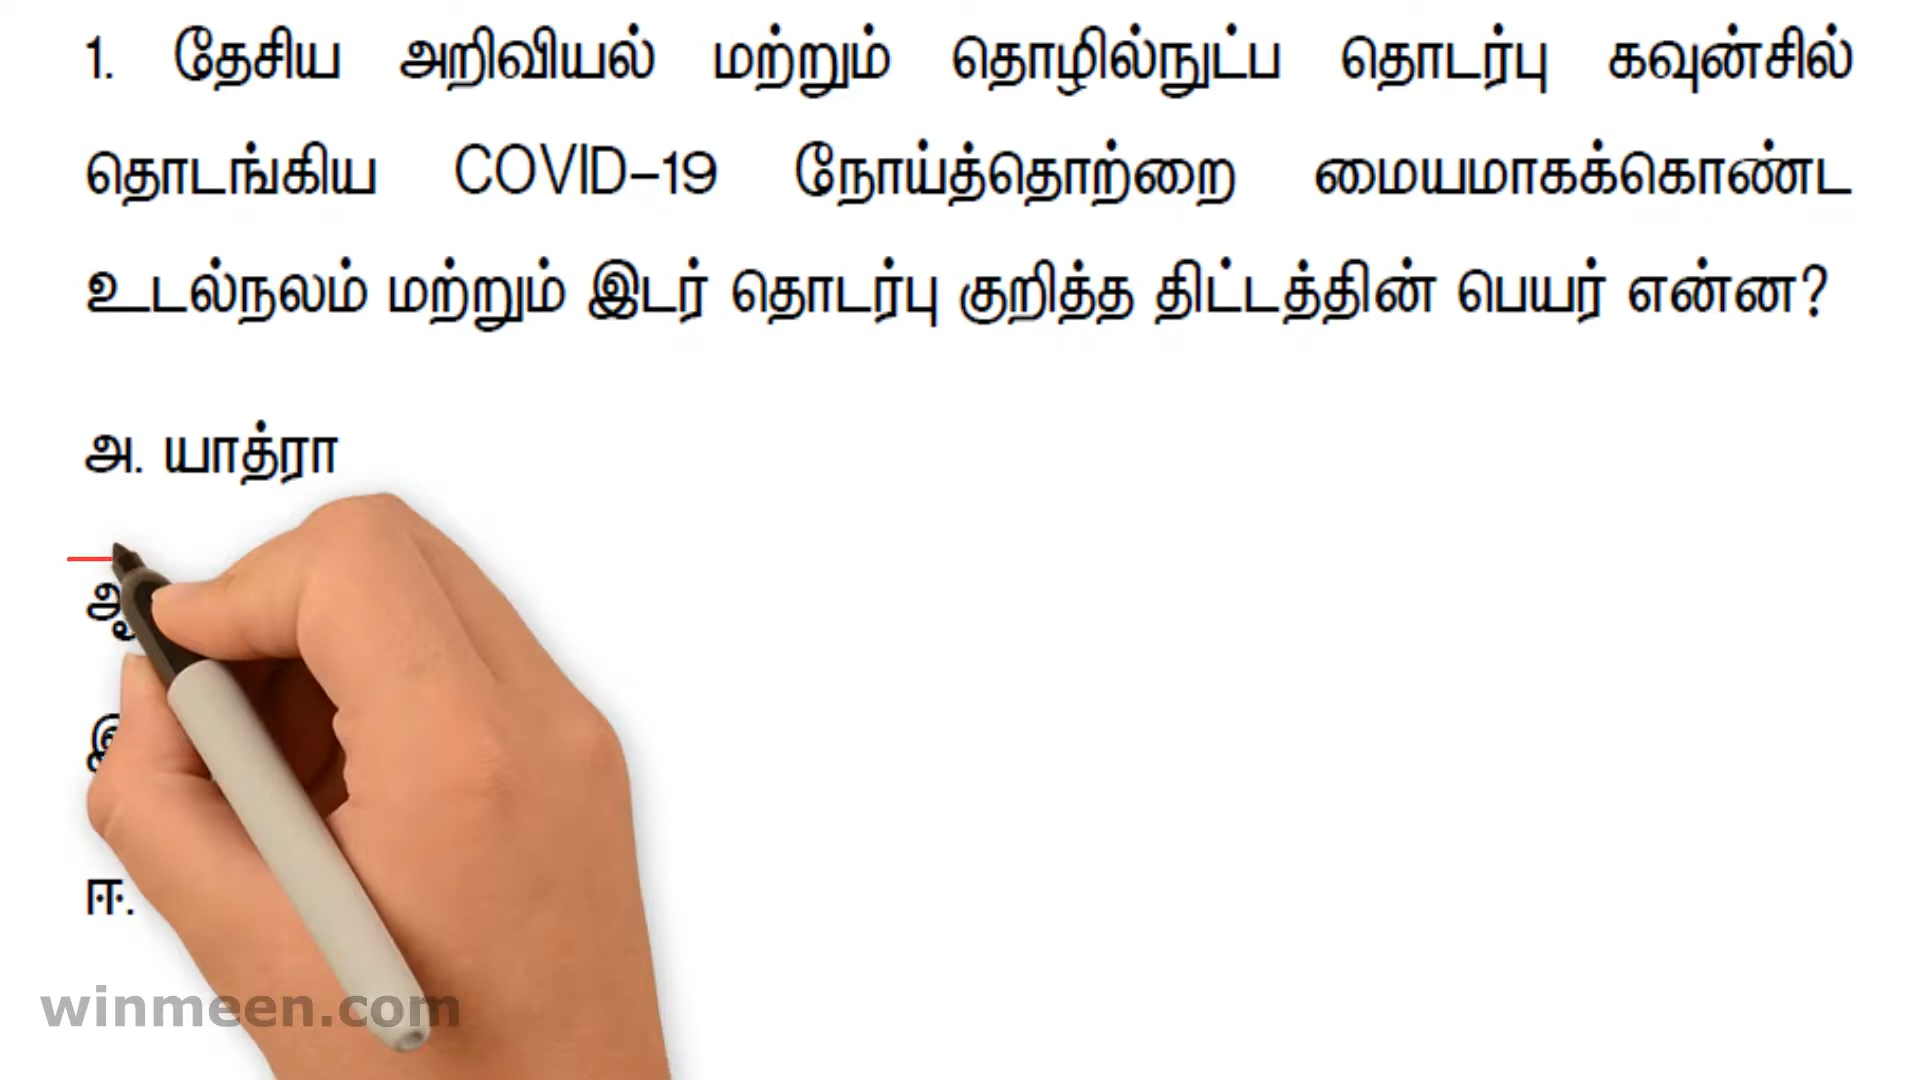 1. தேசிய அறிவியல் மற்றும் தொழில்நுட்ப தொடர்பு கவுன்சில்
தொடங்கிய COVID-19 நோய்த்தொற்றை மையமாகக்கொண்ட
உடல்நலம் மற்றும் இடர் தொடர்பு குறித்த திட்டத்தின் பெயர் என்ன?
அ. யாத்ரா
ஈ.
winmeen.com